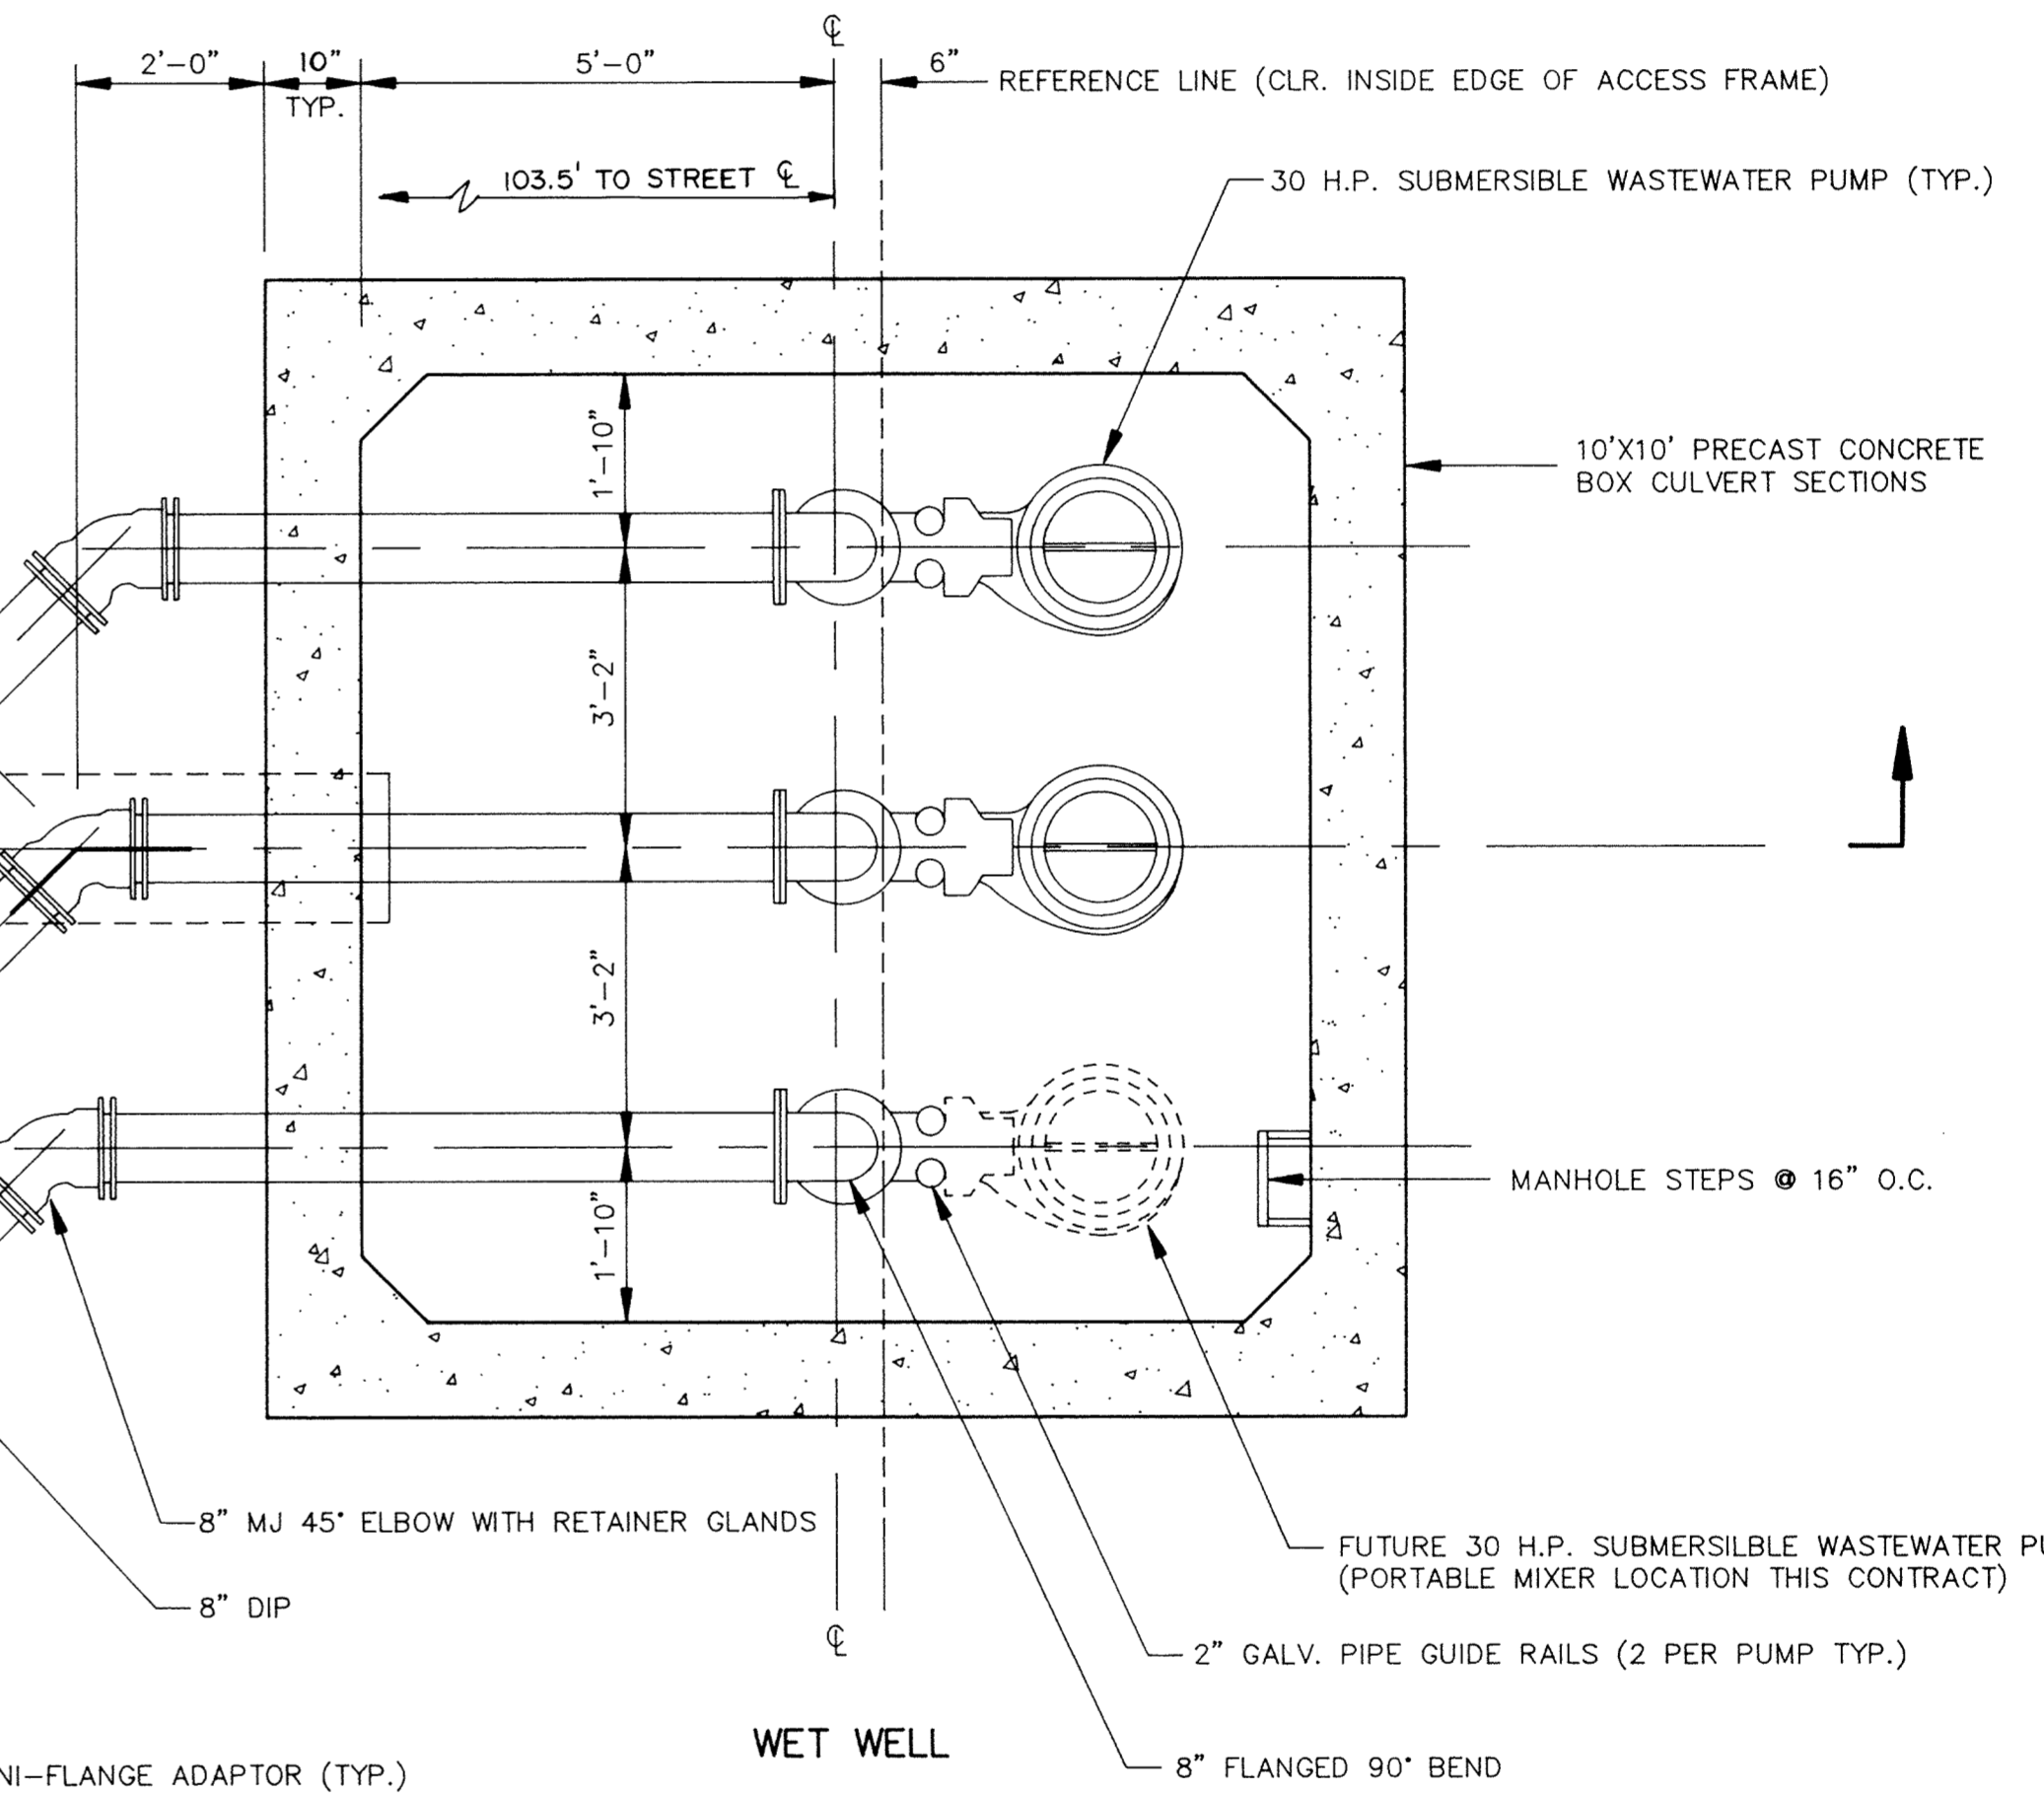 ℄
2'-0" 10" 5'-0" 6"
TYP.
REFERENCE LINE (CLR. INSIDE EDGE OF ACCESS FRAME)
103.5' TO STREET ℄
30 H.P. SUBMERSIBLE WASTEWATER PUMP (TYP.)
1'-10"
10'X10' PRECAST CONCRETE
BOX CULVERT SECTIONS
3'-2"
3'-2"
1'-10"
MANHOLE STEPS @ 16" O.C.
8" MJ 45° ELBOW WITH RETAINER GLANDS
FUTURE 30 H.P. SUBMERSILBLE WASTEWATER PU
(PORTABLE MIXER LOCATION THIS CONTRACT)
8" DIP
℄
2" GALV. PIPE GUIDE RAILS (2 PER PUMP TYP.)
WET WELL
8" FLANGED 90° BEND
NI-FLANGE ADAPTOR (TYP.)